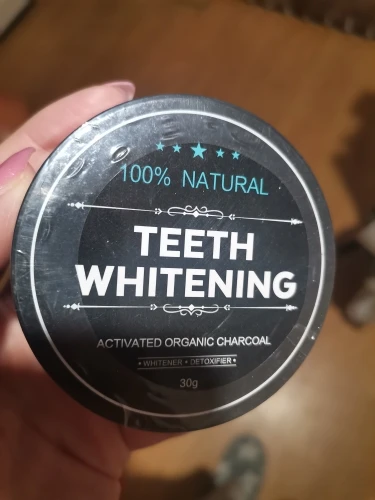 100% NATURAL
TEETH
WHITENING
ACTIVATED ORGANIC CHARCOAL
• WHITENER • DETOXIFIER •
30g